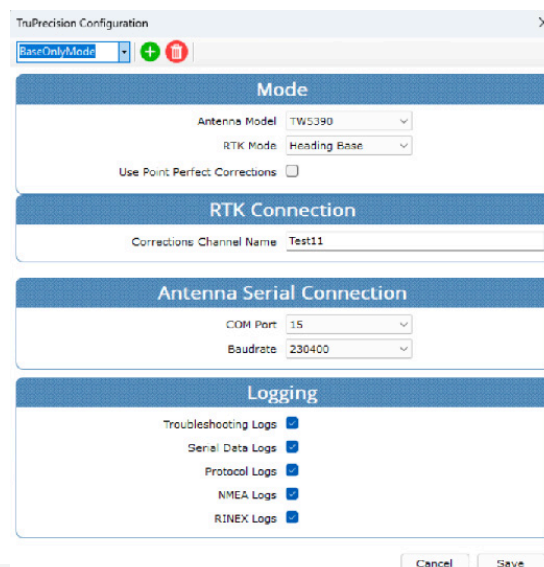 TruPrecision Configuration
BaseOnlyMode
Mode
Antenna Model TW5390
RTK Mode Heading Base
Use Point Perfect Corrections
RTK Connection
Corrections Channel Name Test11
Antenna Serial Connection
COM Port 15
Baudrate 230400
Logging
Troubleshooting Logs
Serial Data Logs
Protocol Logs
NMEA Logs
RINEX Logs
Cancel Save